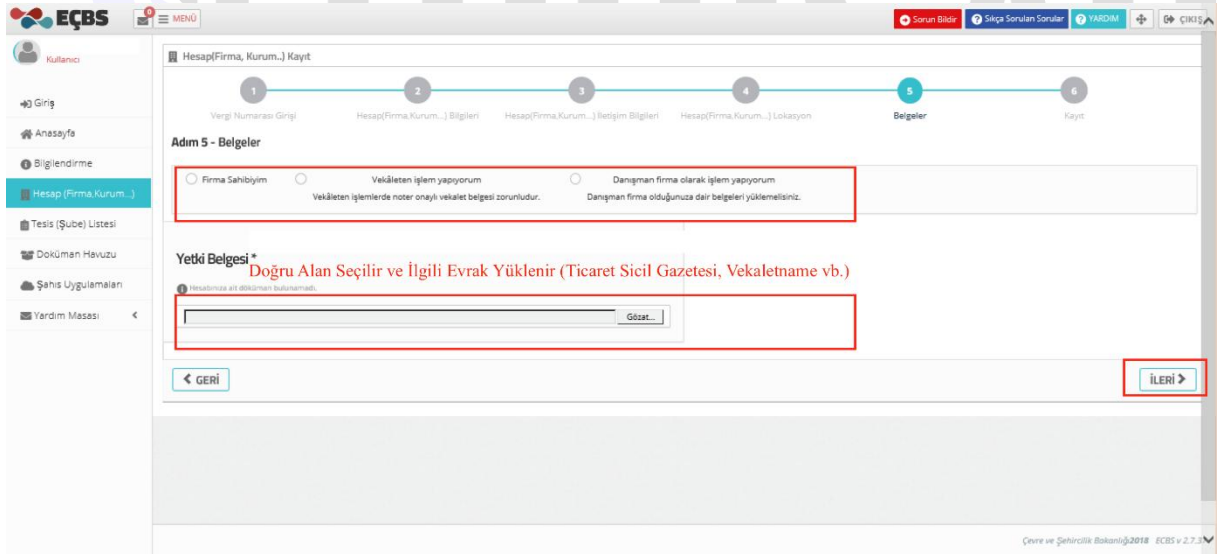 EÇBS
0
MENÜ
Sorun Bildir
Sıkça Sorulan Sorular
YARDIM
ÇIKIŞ
Kullanıcı
Giriş
Anasayfa
Bilgilendirme
Hesap (Firma,Kurum...)
Tesis (Şube) Listesi
Doküman Havuzu
Şahıs Uygulamaları
Yardım Masası
Hesap(Firma, Kurum..) Kayıt
1
2
3
4
5
6
Vergi Numarası Girişi
Hesap(Firma,Kurum...) Bilgileri
Hesap(Firma,Kurum...) İletişim Bilgileri
Hesap(Firma,Kurum...) Lokasyon
Belgeler
Kayıt
Adım 5 - Belgeler
Firma Sahibiyim
Vekâleten işlem yapıyorum
Vekâleten işlemlerde noter onaylı vekalet belgesi zorunludur.
Danışman firma olarak işlem yapıyorum
Danışman firma olduğunuza dair belgeleri yüklemelisiniz.
Yetki Belgesi *
Doğru Alan Seçilir ve İlgili Evrak Yüklenir (Ticaret Sicil Gazetesi, Vekaletname vb.)
Hesabınıza ait döküman bulunamadı.
Gözat...
GERİ
İLERİ
Çevre ve Şehircilik Bakanlığı2018 ECBS v 2.7.3